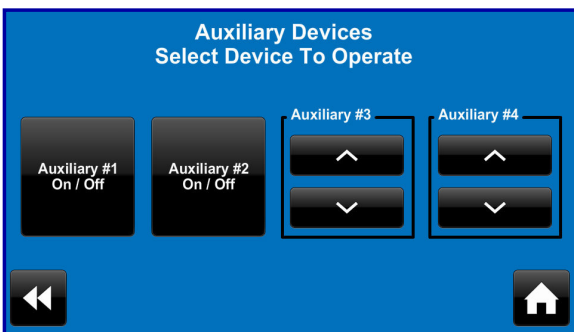 Auxiliary Devices
Select Device To Operate
Auxiliary #1
On / Off
Auxiliary #2
On / Off
Auxiliary #3
Auxiliary #4